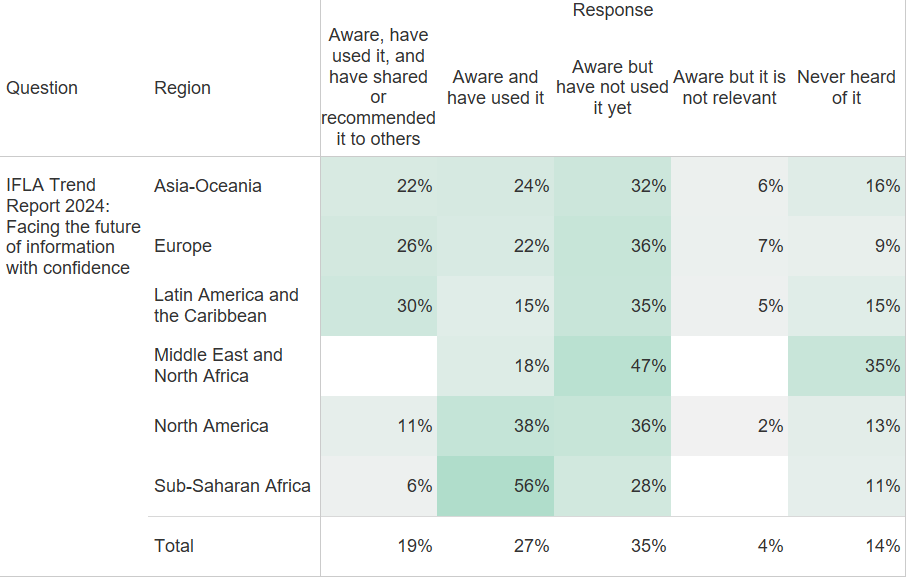 Response
Question
Region
Aware, have
used it, and
have shared
or
recommended
it to others
Aware and
have used it
Aware but
have not used
it yet
Aware but it is
not relevant
Never heard
of it
IFLA Trend
Report 2024:
Facing the future
of information
with confidence
Asia-Oceania 22% 24% 32% 6% 16%
Europe 26% 22% 36% 7% 9%
Latin America and
the Caribbean 30% 15% 35% 5% 15%
Middle East and
North Africa 18% 47% 35%
North America 11% 38% 36% 2% 13%
Sub-Saharan Africa 6% 56% 28% 11%
Total 19% 27% 35% 4% 14%